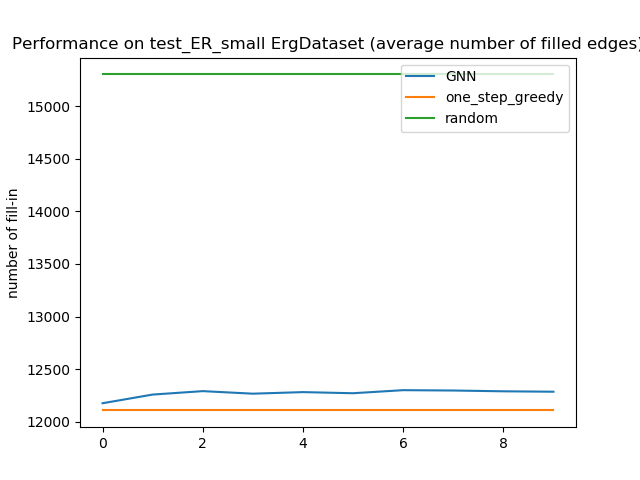 Performance on test_ER_small ErgDataset (average number of filled edges)
GNN
one_step_greedy
random
number of fill-in
15000
14500
14000
13500
13000
12500
12000
0 2 4 6 8